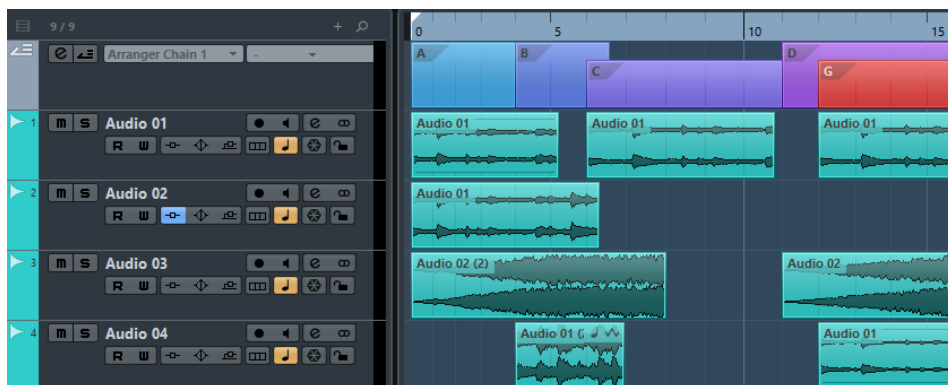 9 / 9 +
0 5 10 15
e Arranger Chain 1 -
A B C D G
1 m S Audio 01 e
R W
Audio 01 Audio 01 Audio 01
2 m S Audio 02 e
R W
Audio 01
3 m S Audio 03 e
R W
Audio 02 (2) Audio 02
4 m S Audio 04 e
R W
Audio 01 (2 Audio 01